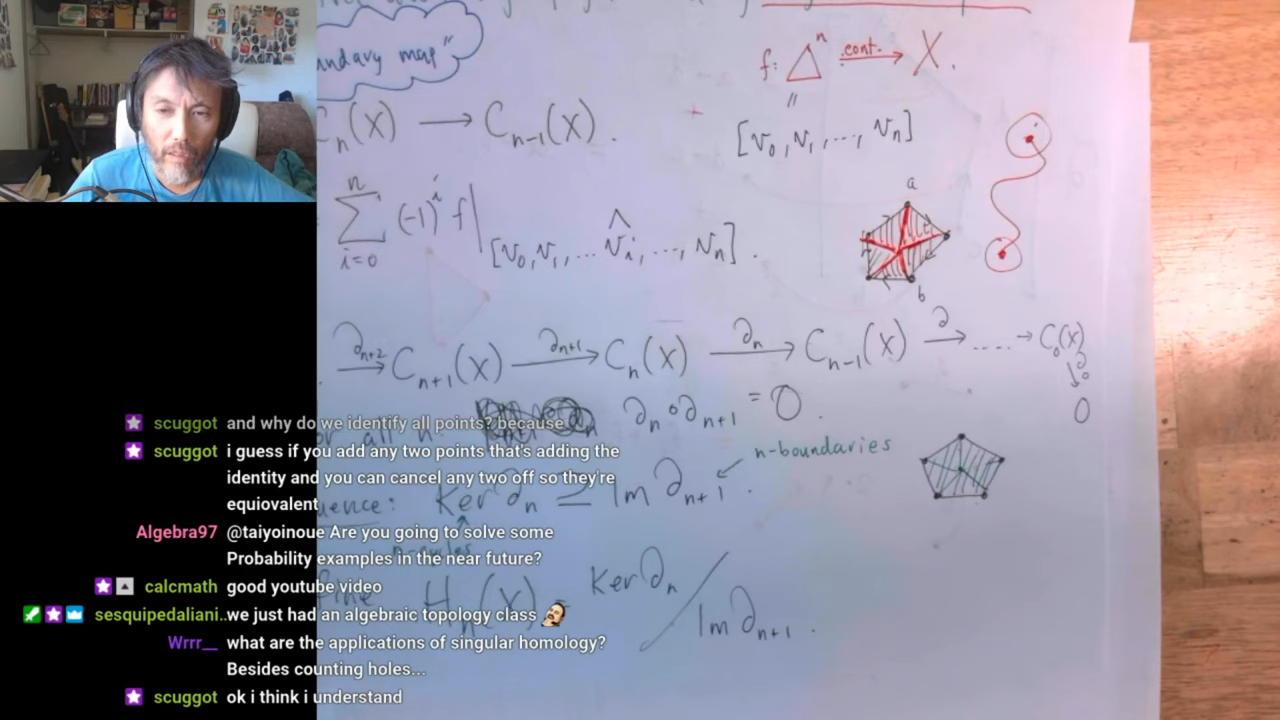 undary map"
f: Δⁿ cont. → X.
"
Cn(X) → Cn-1(X).
[v0, v1, ..., vn]
n
∑ (-1)^i f|[v0, v1, ... v̂i, ..., vn].
i=0
a
b
∂n+2 → Cn+1(X) ∂n+1 → Cn(X) ∂n → Cn-1(X) ∂ → ..... → C0(X)
∂0 ↓
0
or all n. ∂n ∘ ∂n+1 = 0.
n-boundaries
uence: Ker ∂n ⊇ Im ∂n+1.
Hn(X) = Ker ∂n / Im ∂n+1.
scuggot and why do we identify all points? because
scuggot i guess if you add any two points that's adding the
identity and you can cancel any two off so they're
equiovalent
Algebra97 @taiyoinoue Are you going to solve some
Probability examples in the near future?
calcmath good youtube video
sesquipedaliani.. we just had an algebraic topology class
Wrrr__ what are the applications of singular homology?
Besides counting holes...
scuggot ok i think i understand